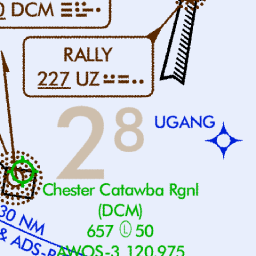 DCM
RALLY
227 UZ
28
UGANG
Chester Catawba Rgnl
(DCM)
657 Ⓛ 50
30 NM
& ADS-B
AWOS-3 120.975